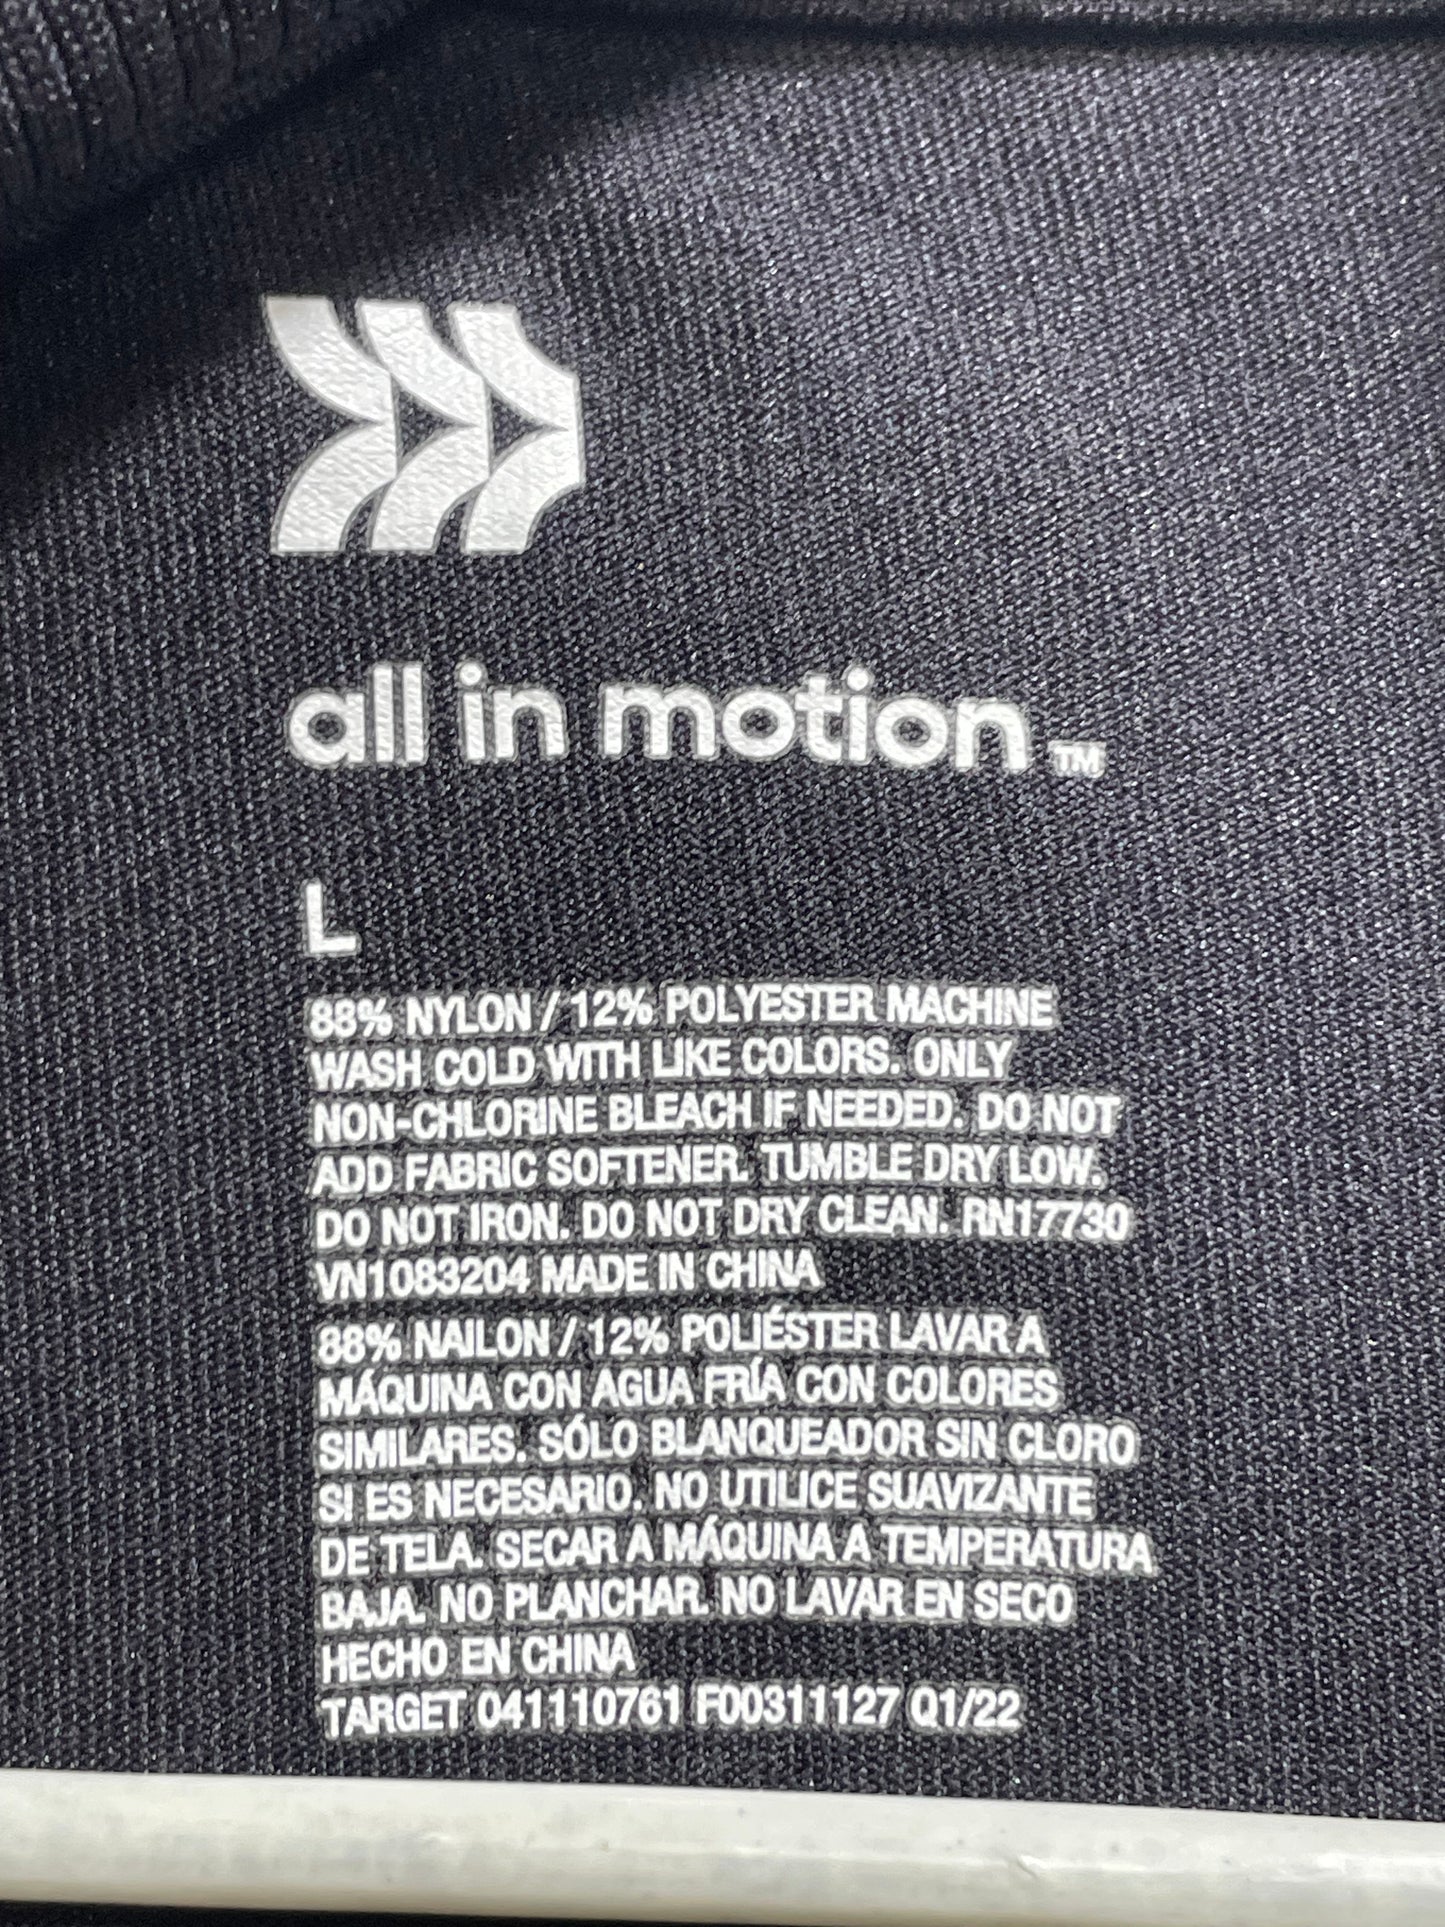 all in motion™
L
88% NYLON / 12% POLYESTER MACHINE
WASH COLD WITH LIKE COLORS. ONLY
NON-CHLORINE BLEACH IF NEEDED. DO NOT
ADD FABRIC SOFTENER. TUMBLE DRY LOW.
DO NOT IRON. DO NOT DRY CLEAN. RN17730
VN1083204 MADE IN CHINA
88% NAILON / 12% POLIÉSTER LAVAR A
MÁQUINA CON AGUA FRÍA CON COLORES
SIMILARES. SÓLO BLANQUEADOR SIN CLORO
SI ES NECESARIO. NO UTILICE SUAVIZANTE
DE TELA. SECAR A MÁQUINA A TEMPERATURA
BAJA. NO PLANCHAR. NO LAVAR EN SECO
HECHO EN CHINA
TARGET 041110761 F00311127 Q1/22